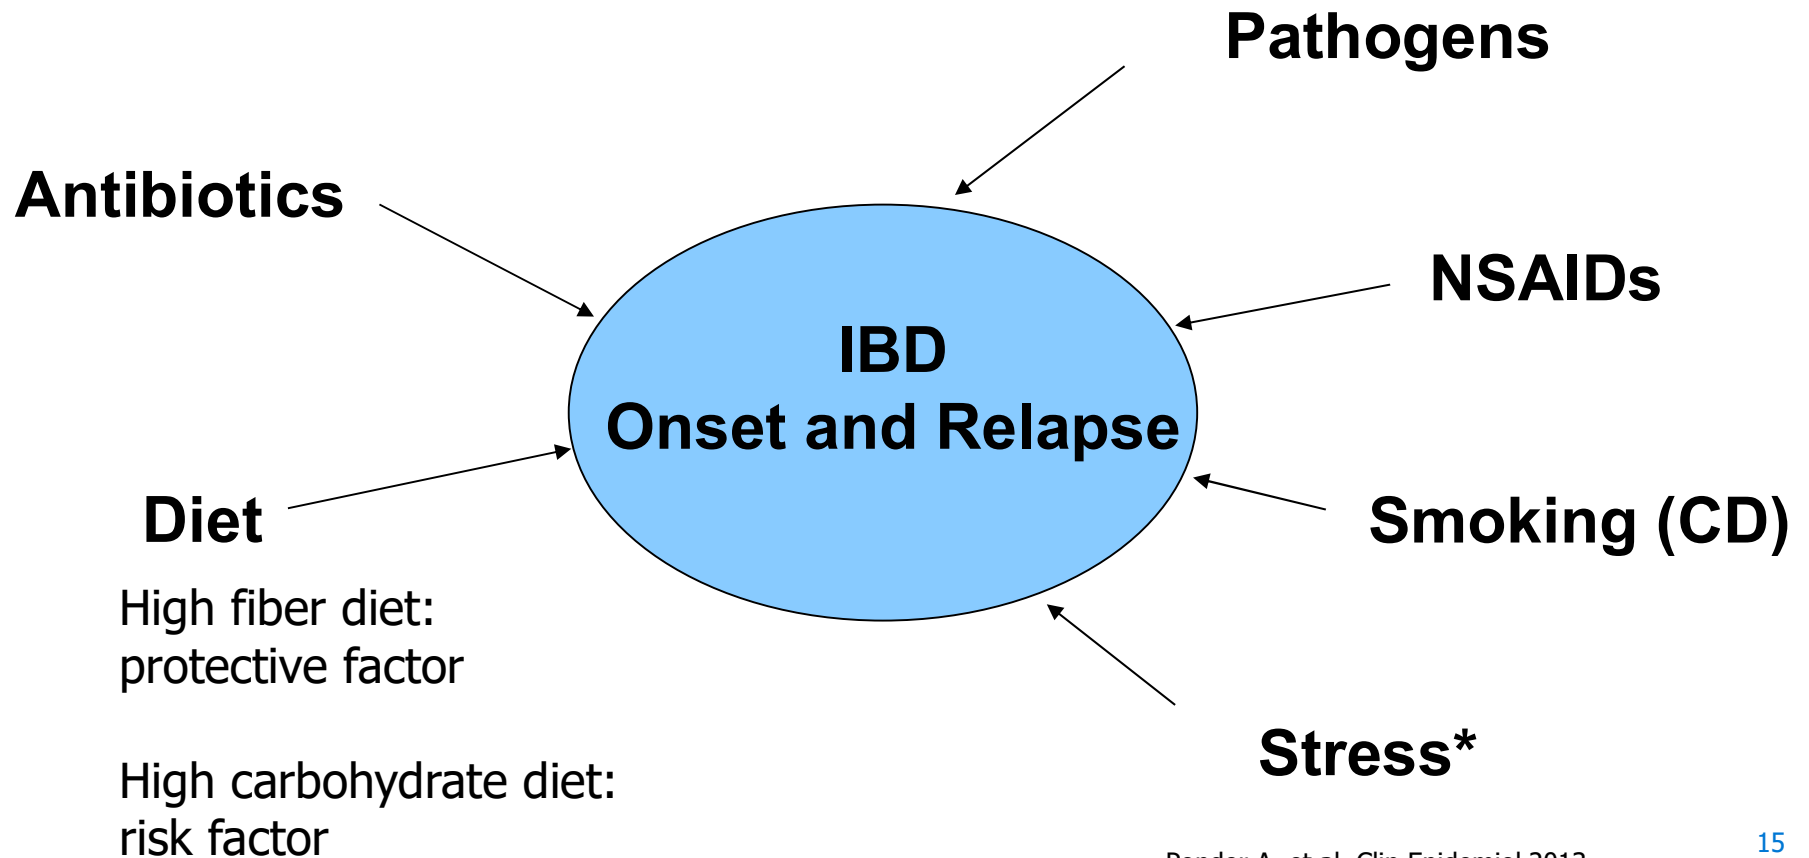 Pathogens
Antibiotics
NSAIDs
IBD
Onset and Relapse
Diet
Smoking (CD)
High fiber diet:
protective factor
Stress*
High carbohydrate diet:
risk factor
15